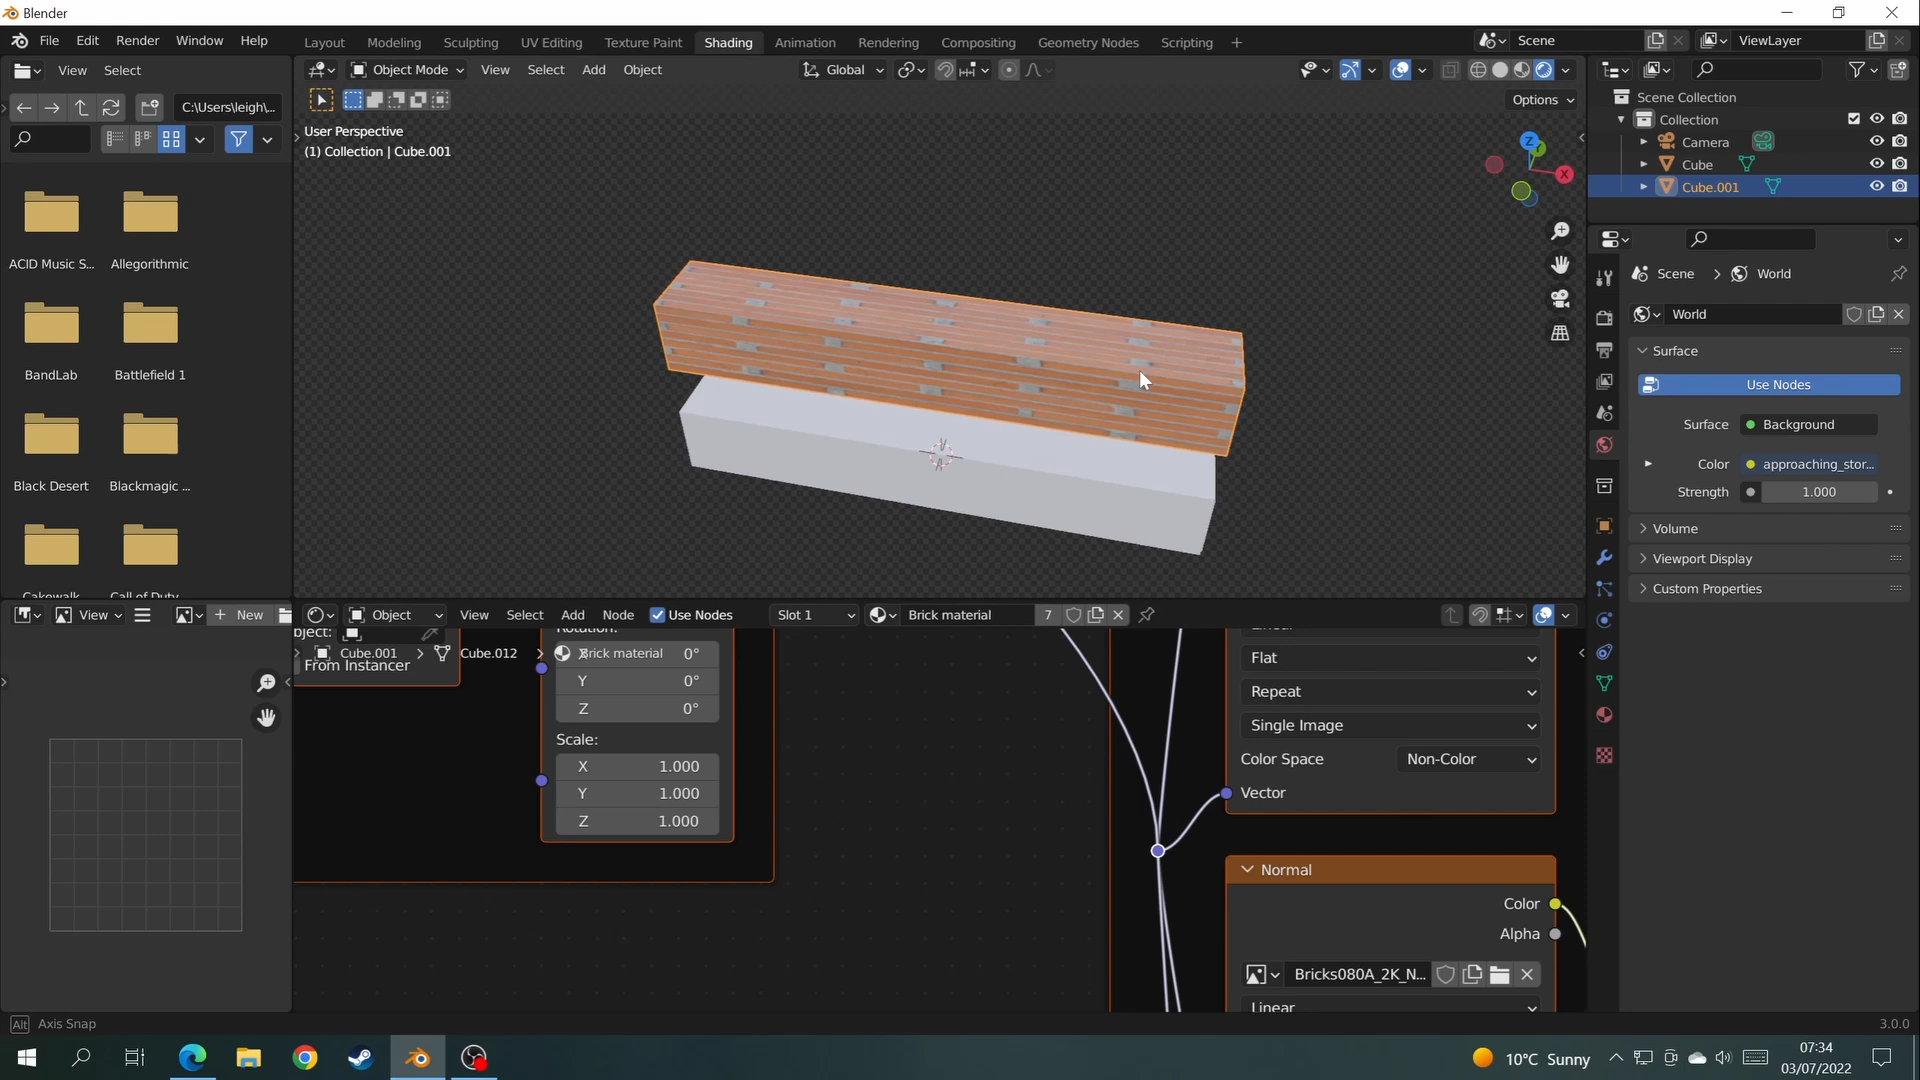 Blender
File Edit Render Window Help
Layout Modeling Sculpting UV Editing Texture Paint Shading Animation Rendering Compositing Geometry Nodes Scripting +
Scene
ViewLayer
View Select
Object Mode View Select Add Object
Global
C:\Users\leigh\...
Options
User Perspective
(1) Collection | Cube.001
Z
X
Scene Collection
Collection
Camera
Cube
Cube.001
ACID Music S... Allegorithmic
BandLab Battlefield 1
Black Desert Blackmagic ...
Cakewalk Call of Duty
Scene > World
World
Surface
Use Nodes
Surface Background
Color approaching_stor...
Strength 1.000
Volume
Viewport Display
Custom Properties
View + New
Object View Select Add Node Use Nodes Slot 1 Brick material 7
Cube.001 > Cube.012 > Brick material
From Instancer
Rotation:
X 0°
Y 0°
Z 0°
Scale:
X 1.000
Y 1.000
Z 1.000
Linear
Flat
Repeat
Single Image
Color Space Non-Color
Vector
Normal
Color
Alpha
Bricks080A_2K_N...
Linear
Alt Axis Snap
3.0.0
10°C Sunny
07:34
03/07/2022